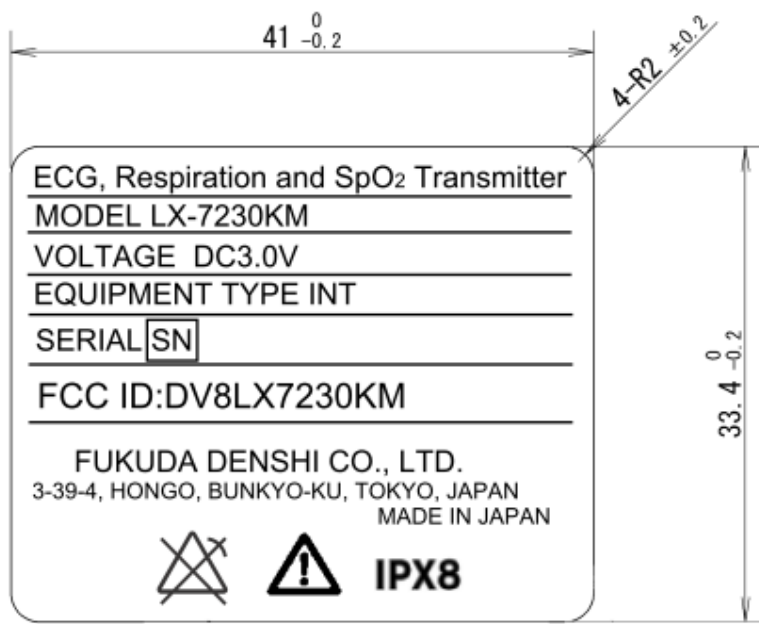 41 0 -0.2
4-R2 ±0.2
ECG, Respiration and SpO₂ Transmitter
MODEL LX-7230KM
VOLTAGE DC3.0V
EQUIPMENT TYPE INT
SERIAL SN
FCC ID:DV8LX7230KM
33.4 0 -0.2
FUKUDA DENSHI CO., LTD.
3-39-4, HONGO, BUNKYO-KU, TOKYO, JAPAN
MADE IN JAPAN
IPX8